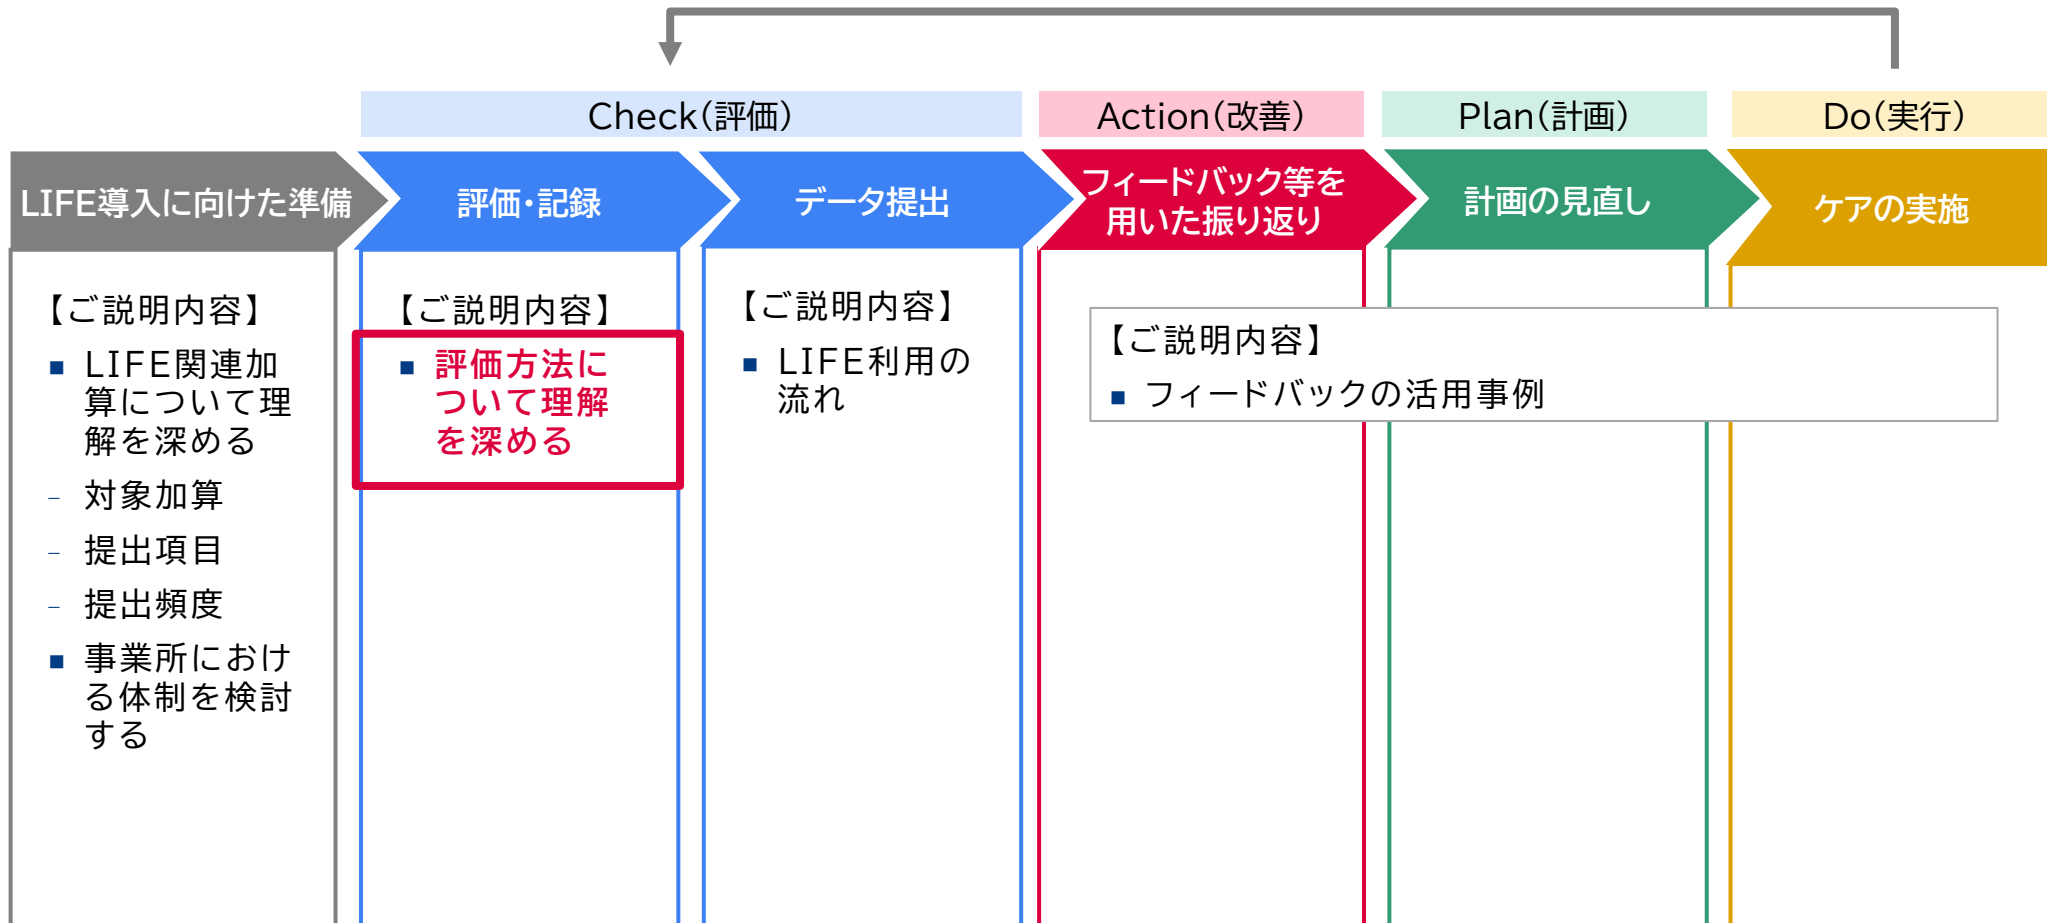 Check(評価)
Action(改善)
Plan(計画)
Do(実行)
LIFE導入に向けた準備
評価・記録
データ提出
フィードバック等を
用いた振り返り
計画の見直し
ケアの実施
【ご説明内容】
■ LIFE関連加
算について理
解を深める
– 対象加算
– 提出項目
– 提出頻度
■ 事業所におけ
る体制を検討
する
【ご説明内容】
■ 評価方法に
ついて理解
を深める
【ご説明内容】
■ LIFE利用の
流れ
【ご説明内容】
■ フィードバックの活用事例